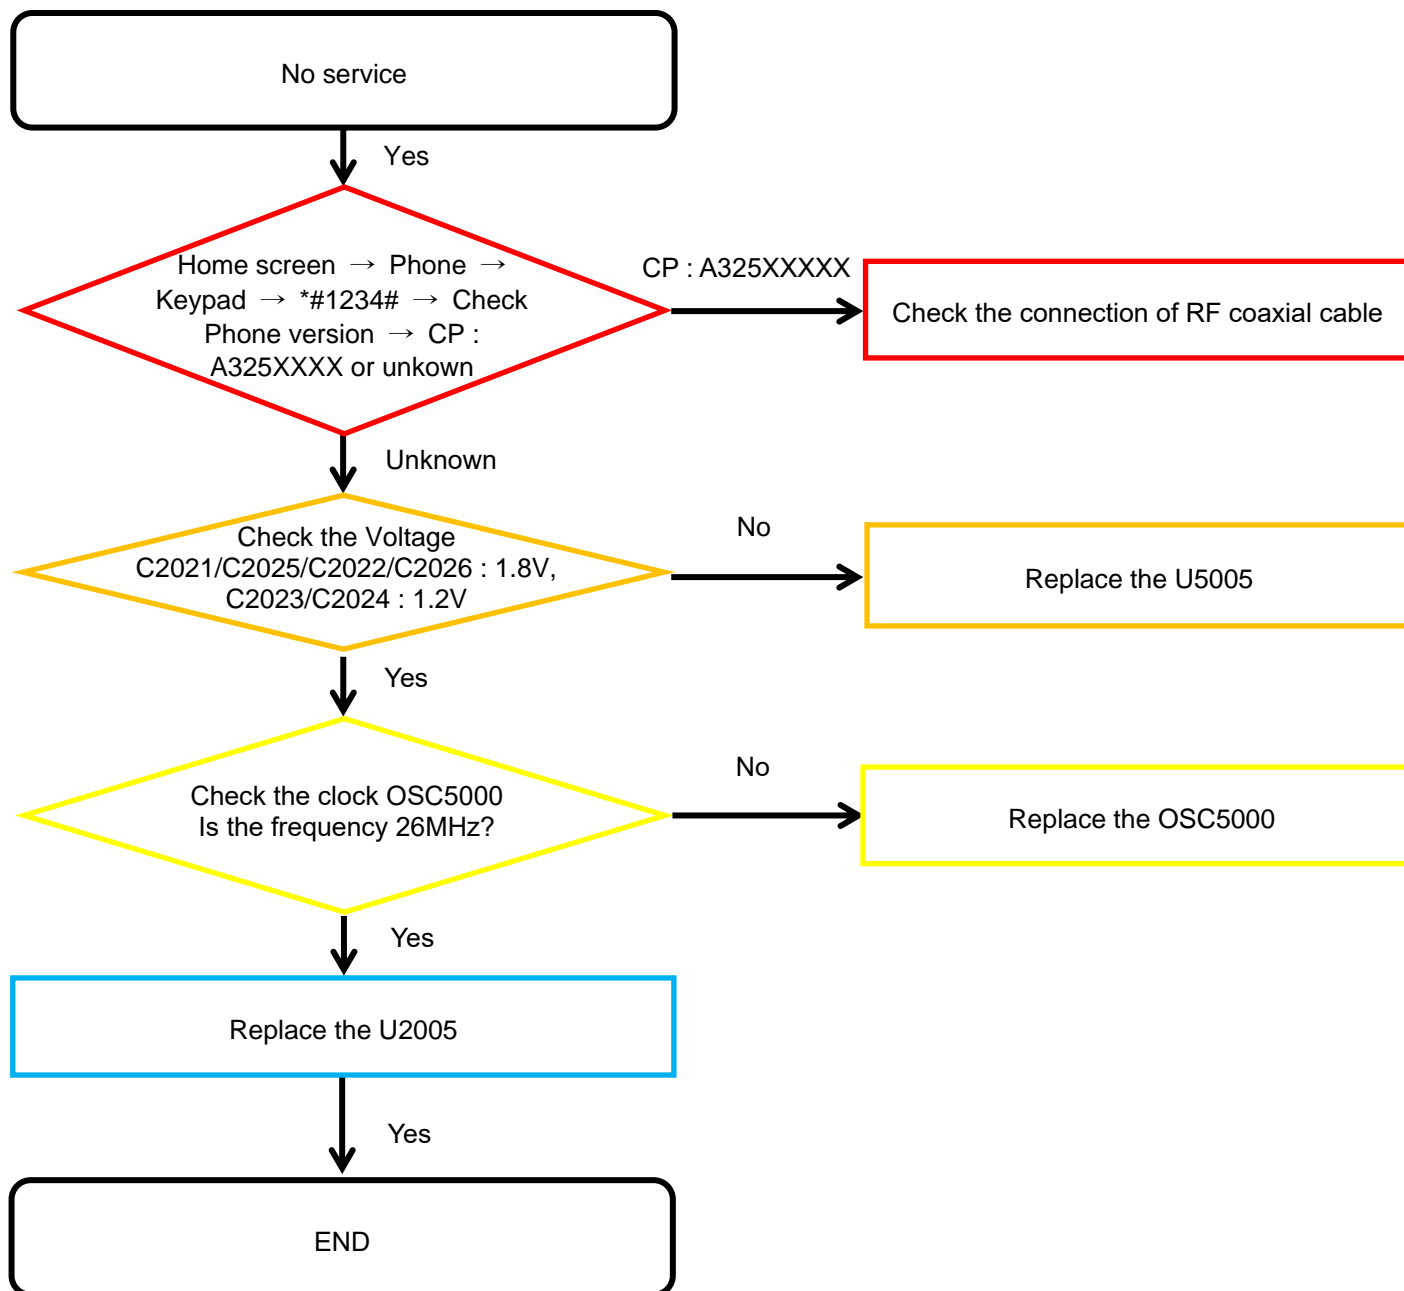 No service
Yes
Home screen → Phone →
Keypad → *#1234# → Check
Phone version → CP :
A325XXXX or unkown
CP : A325XXXXX
Check the connection of RF coaxial cable
Unknown
Check the Voltage
C2021/C2025/C2022/C2026 : 1.8V,
C2023/C2024 : 1.2V
No
Replace the U5005
Yes
Check the clock OSC5000
Is the frequency 26MHz?
No
Replace the OSC5000
Yes
Replace the U2005
Yes
END